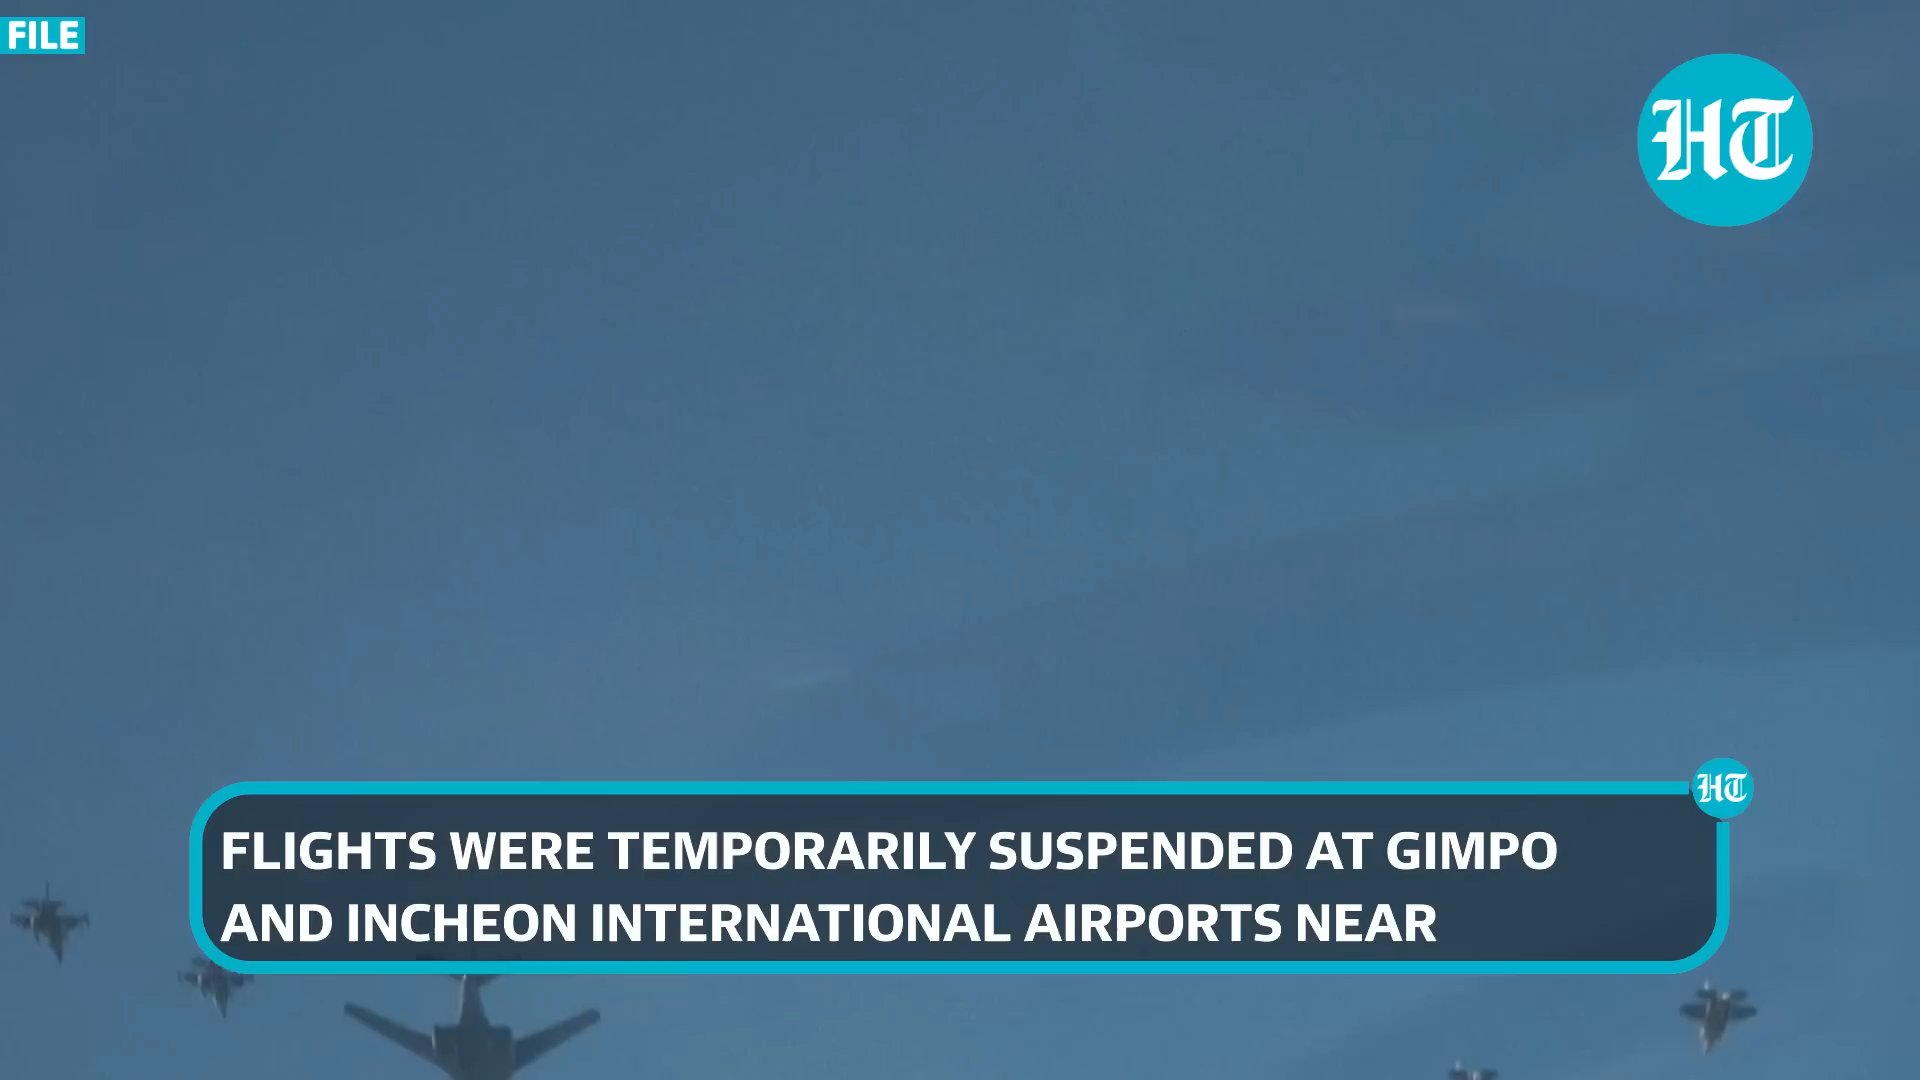 FILE
HT
HT
FLIGHTS WERE TEMPORARILY SUSPENDED AT GIMPO
AND INCHEON INTERNATIONAL AIRPORTS NEAR